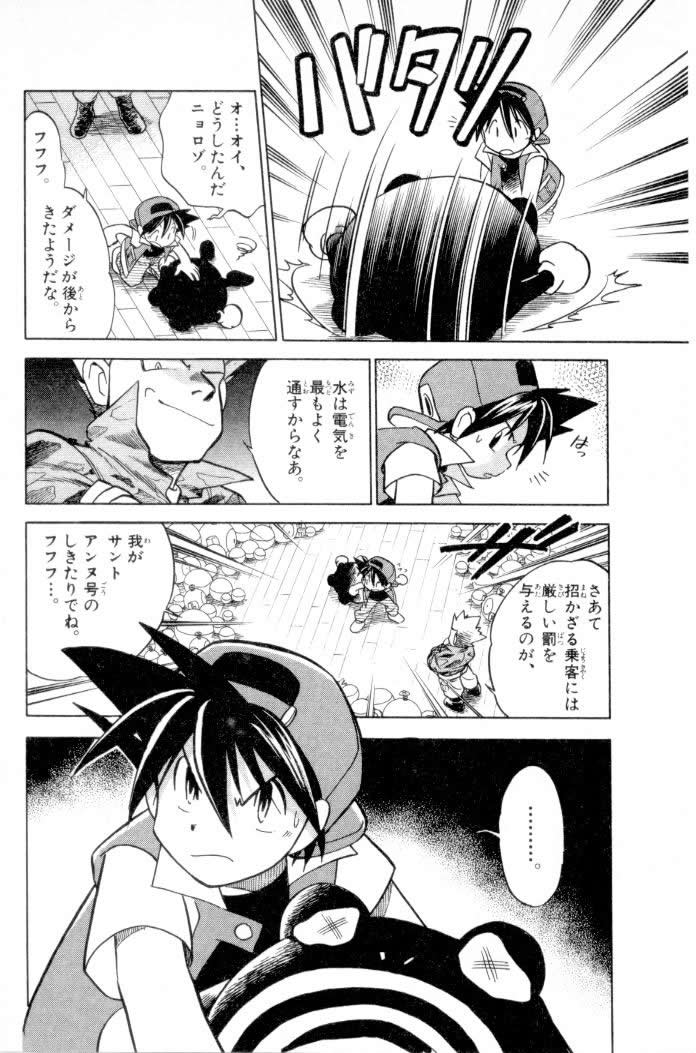 バタッ
オ…オイ、
どうしたんだ
ニョロゾ。
フフフ。
ダメージが後から
きたようだな。
はっ
水は電気を
最もよく
通すからなあ。
さあて
招かざる乗客には
厳しい罰を
与えるのが、
我が
サント
アンヌ号の
しきたりでね。
フフフ…。
………。